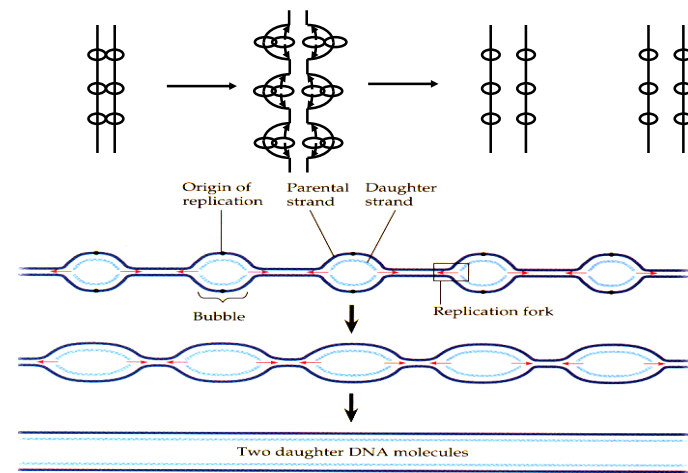 Origin of
replication
Parental
strand
Daughter
strand
Bubble
Replication fork
Two daughter DNA molecules